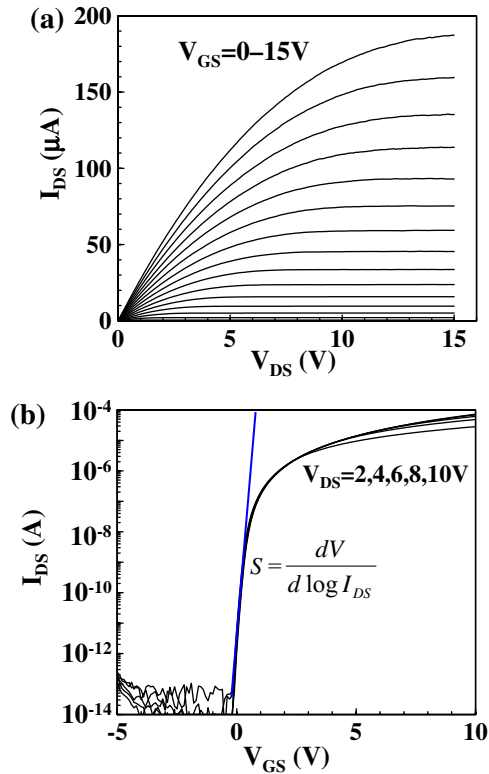 (a)
200
150
100
50
0
I_DS (μA)
V_GS=0–15V
0 5 10 15
V_DS (V)
(b)
10^-4
10^-6
10^-8
10^-10
10^-12
10^-14
I_DS (A)
V_DS=2,4,6,8,10V
S = dV / d log I_DS
-5 0 5 10
V_GS (V)